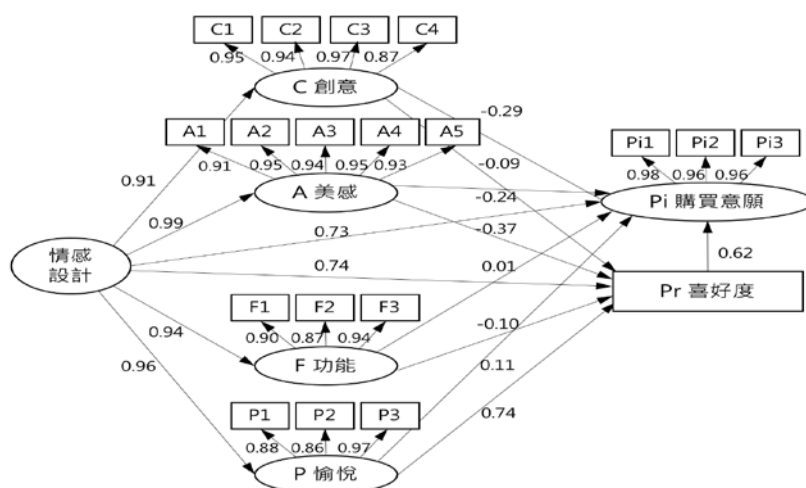 C1 C2 C3 C4
0.95 0.94 0.97 0.87
C 創意
-0.29
A1 A2 A3 A4 A5
Pi1 Pi2 Pi3
0.91 0.95 0.94 0.95 0.93
-0.09
0.98 0.96 0.96
0.91
A 美感
-0.24
Pi 購買意願
0.99
0.73
-0.37
情感
設計
0.74
0.01
0.62
Pr 喜好度
F1 F2 F3
0.94
0.90 0.87 0.94
-0.10
F 功能
0.96
0.11
P1 P2 P3
0.74
0.88 0.86 0.97
P 愉悅